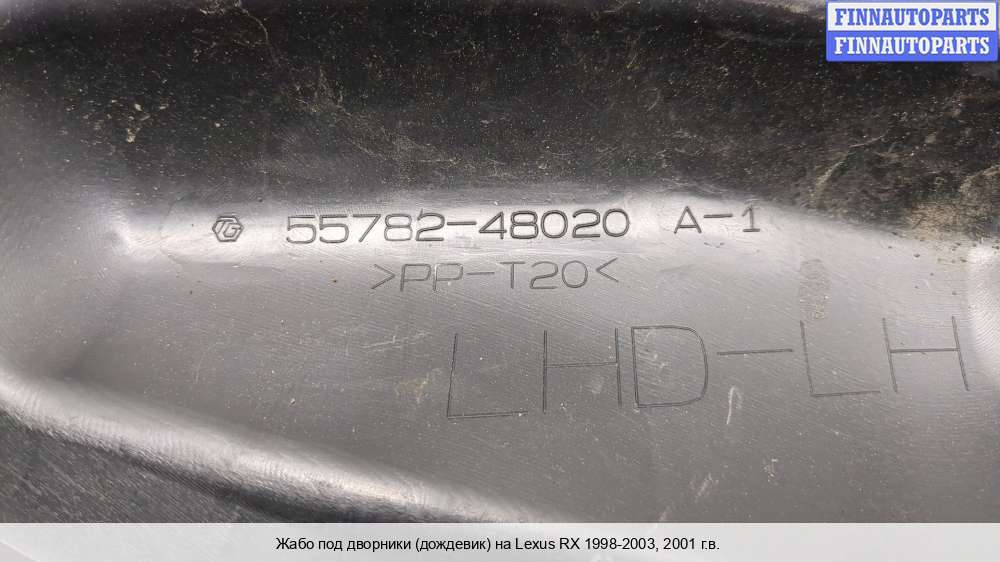 FINNAUTOPARTS
FINNAUTOPARTS
TG 55782-48020 A-1
>PP-T20<
LHD-LH
Жабо под дворники (дождевик) на Lexus RX 1998-2003, 2001 г.в.